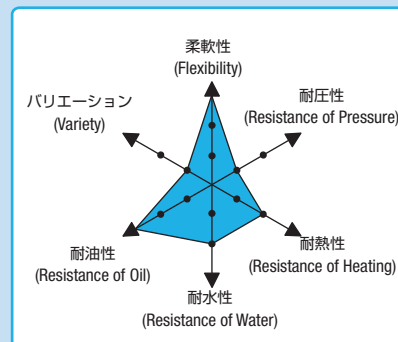 柔軟性
(Flexibility)
バリエーション
(Variety)
耐圧性
(Resistance of Pressure)
耐油性
(Resistance of Oil)
耐熱性
(Resistance of Heating)
耐水性
(Resistance of Water)